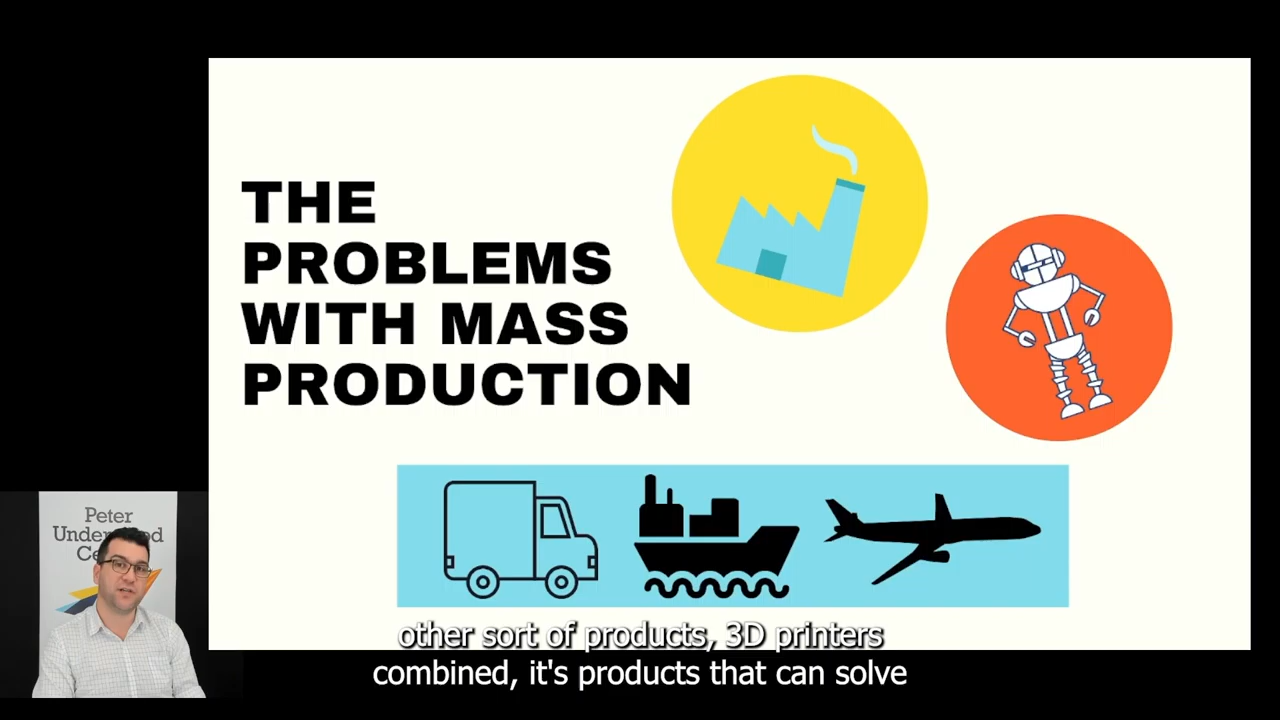 THE
PROBLEMS
WITH MASS
PRODUCTION
Peter
other sort of products, 3D printers
combined, it's products that can solve